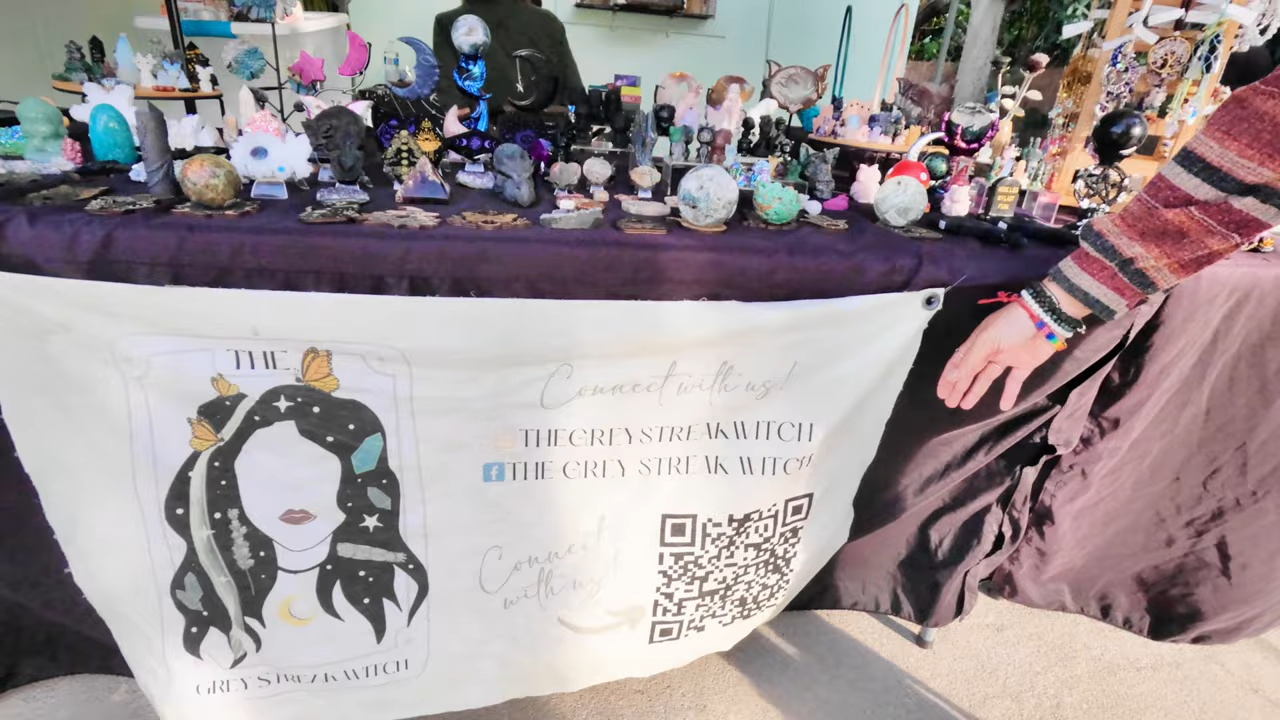 THE
GREY STREAK WITCH
Connect with us!
THEGREYSTREAKWITCH
THE GREY STREAK WITCH
Connect
with us!